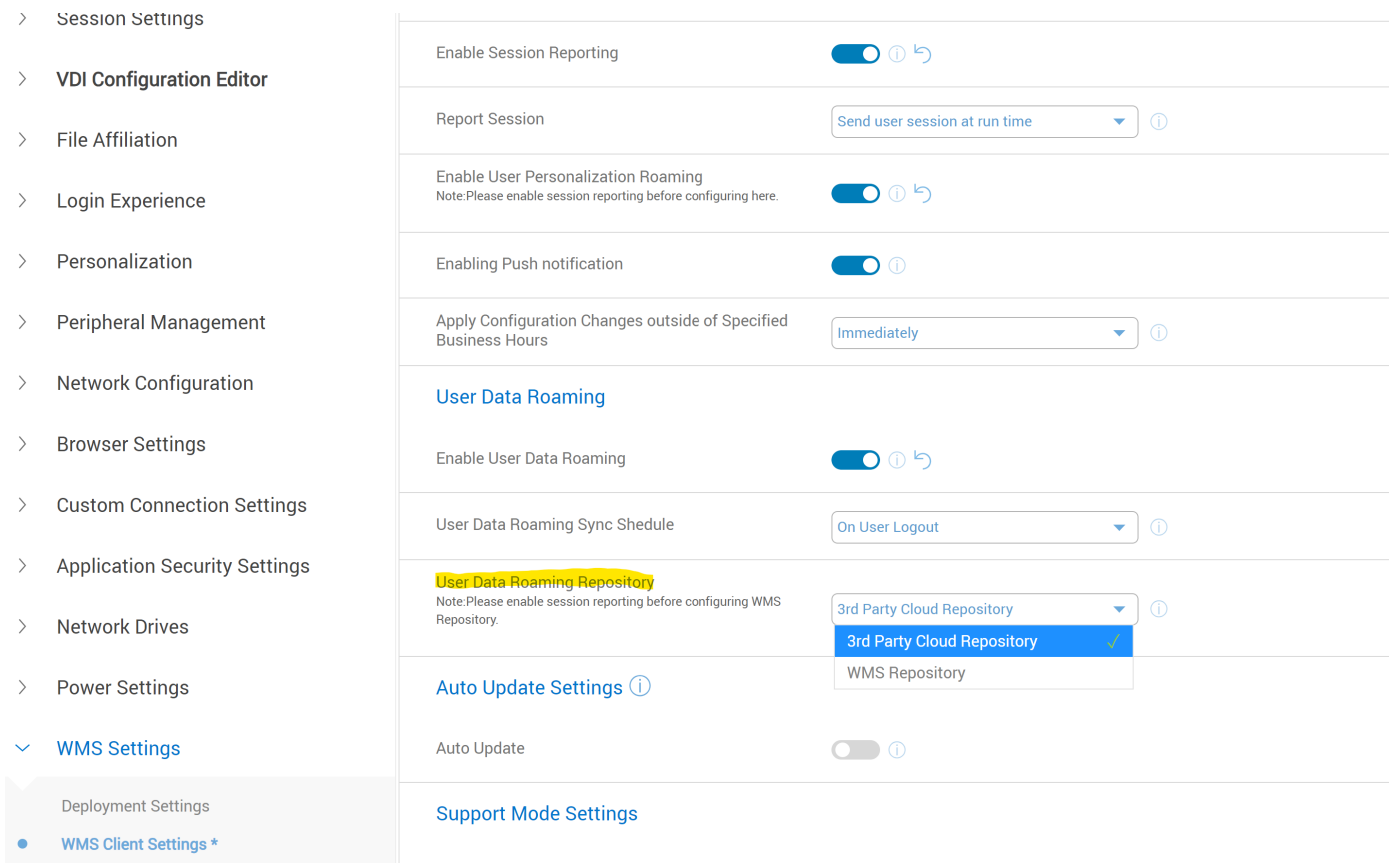 Session Settings
VDI Configuration Editor
File Affiliation
Login Experience
Personalization
Peripheral Management
Network Configuration
Browser Settings
Custom Connection Settings
Application Security Settings
Network Drives
Power Settings
WMS Settings
Deployment Settings
WMS Client Settings *
Enable Session Reporting
Report Session
Send user session at run time
Enable User Personalization Roaming
Note:Please enable session reporting before configuring here.
Enabling Push notification
Apply Configuration Changes outside of Specified
Business Hours
Immediately
User Data Roaming
Enable User Data Roaming
User Data Roaming Sync Shedule
On User Logout
User Data Roaming Repository
Note:Please enable session reporting before configuring WMS
Repository.
3rd Party Cloud Repository
3rd Party Cloud Repository
WMS Repository
Auto Update Settings
Auto Update
Support Mode Settings